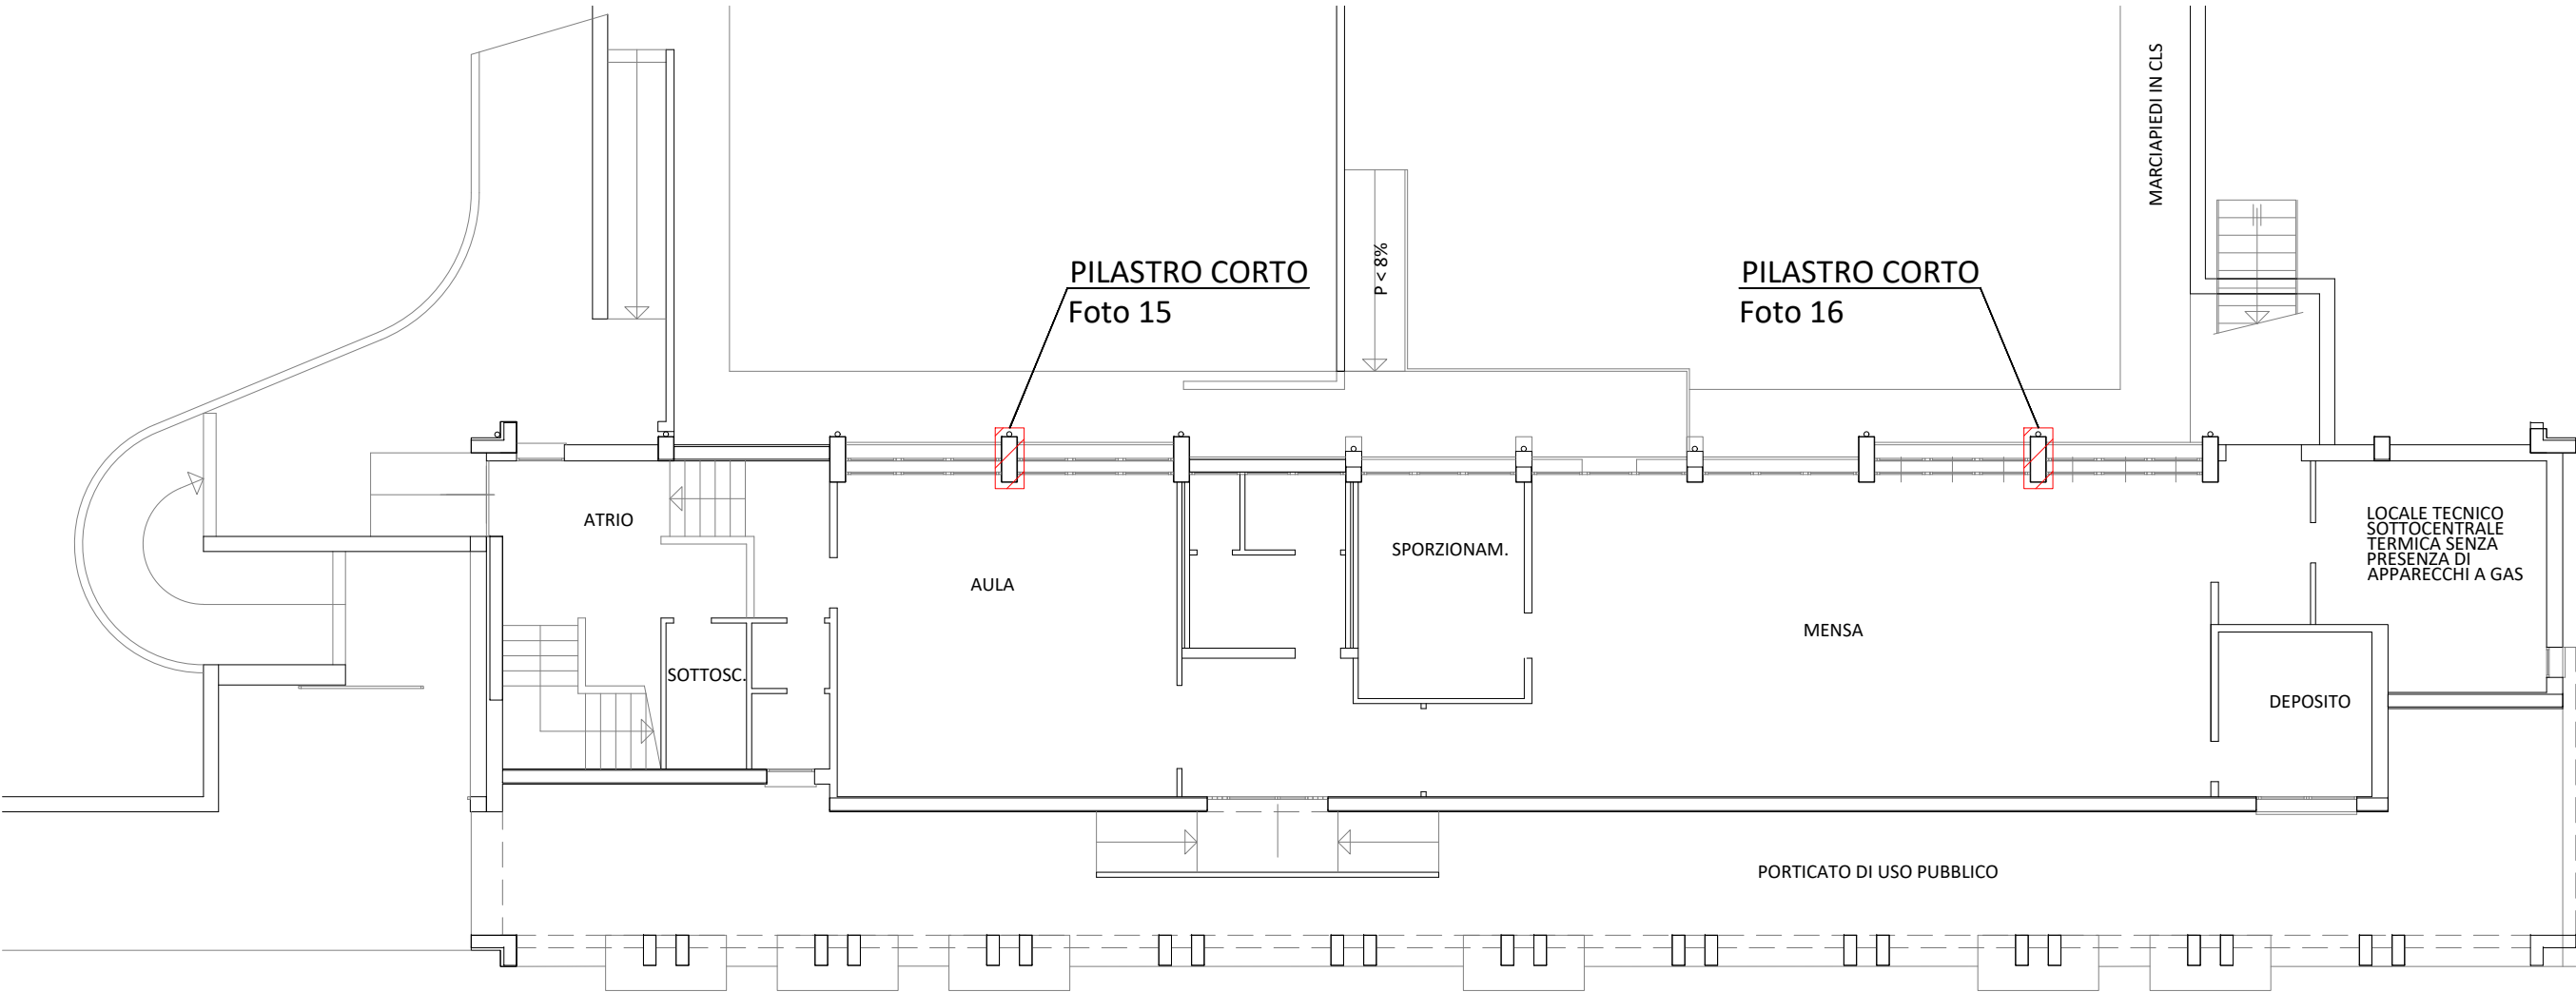 MARCIAPIEDI IN CLS
P < 8%
PILASTRO CORTO
Foto 15
PILASTRO CORTO
Foto 16
ATRIO
AULA
SPORZIONAM.
MENSA
LOCALE TECNICO
SOTTOCENTRALE
TERMICA SENZA
PRESENZA DI
APPARECCHI A GAS
SOTTOSC.
DEPOSITO
PORTICATO DI USO PUBBLICO